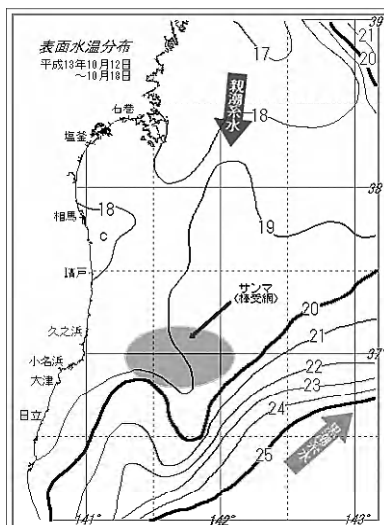 表面水温分布
平成13年10月12日
～10月18日
21
20
17
石巻
親潮系水
18
塩釜
38
18
相馬
19
C
請戸
サンマ
(棒受網)
20
久之浜
21
37
小名浜
22
大津
23
24
日立
25
黒潮系水
141°
142°
143°